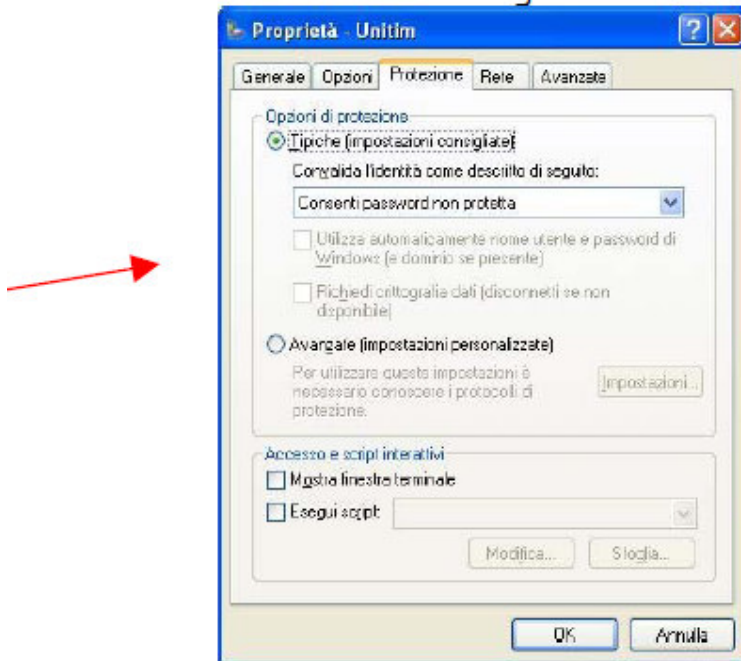 Proprietà - Unitim
Generale Opzioni Protezione Rete Avanzate
Opzioni di protezione
Tipiche (impostazioni consigliate)
Convalida l'identità come descritto di seguito:
Consenti password non protetta
Utilizza automaticamente nome utente e password di
Windows (e dominio se presente)
Richiedi crittografia dati (disconnetti se non
disponibile)
Avanzate (impostazioni personalizzate)
Per utilizzare queste impostazioni è
necessario conoscere i protocolli di
protezione.
Impostazioni...
Accesso e script interattivi
Mostra finestra terminale
Esegui script:
Modifica... Sfoglia...
OK Annulla